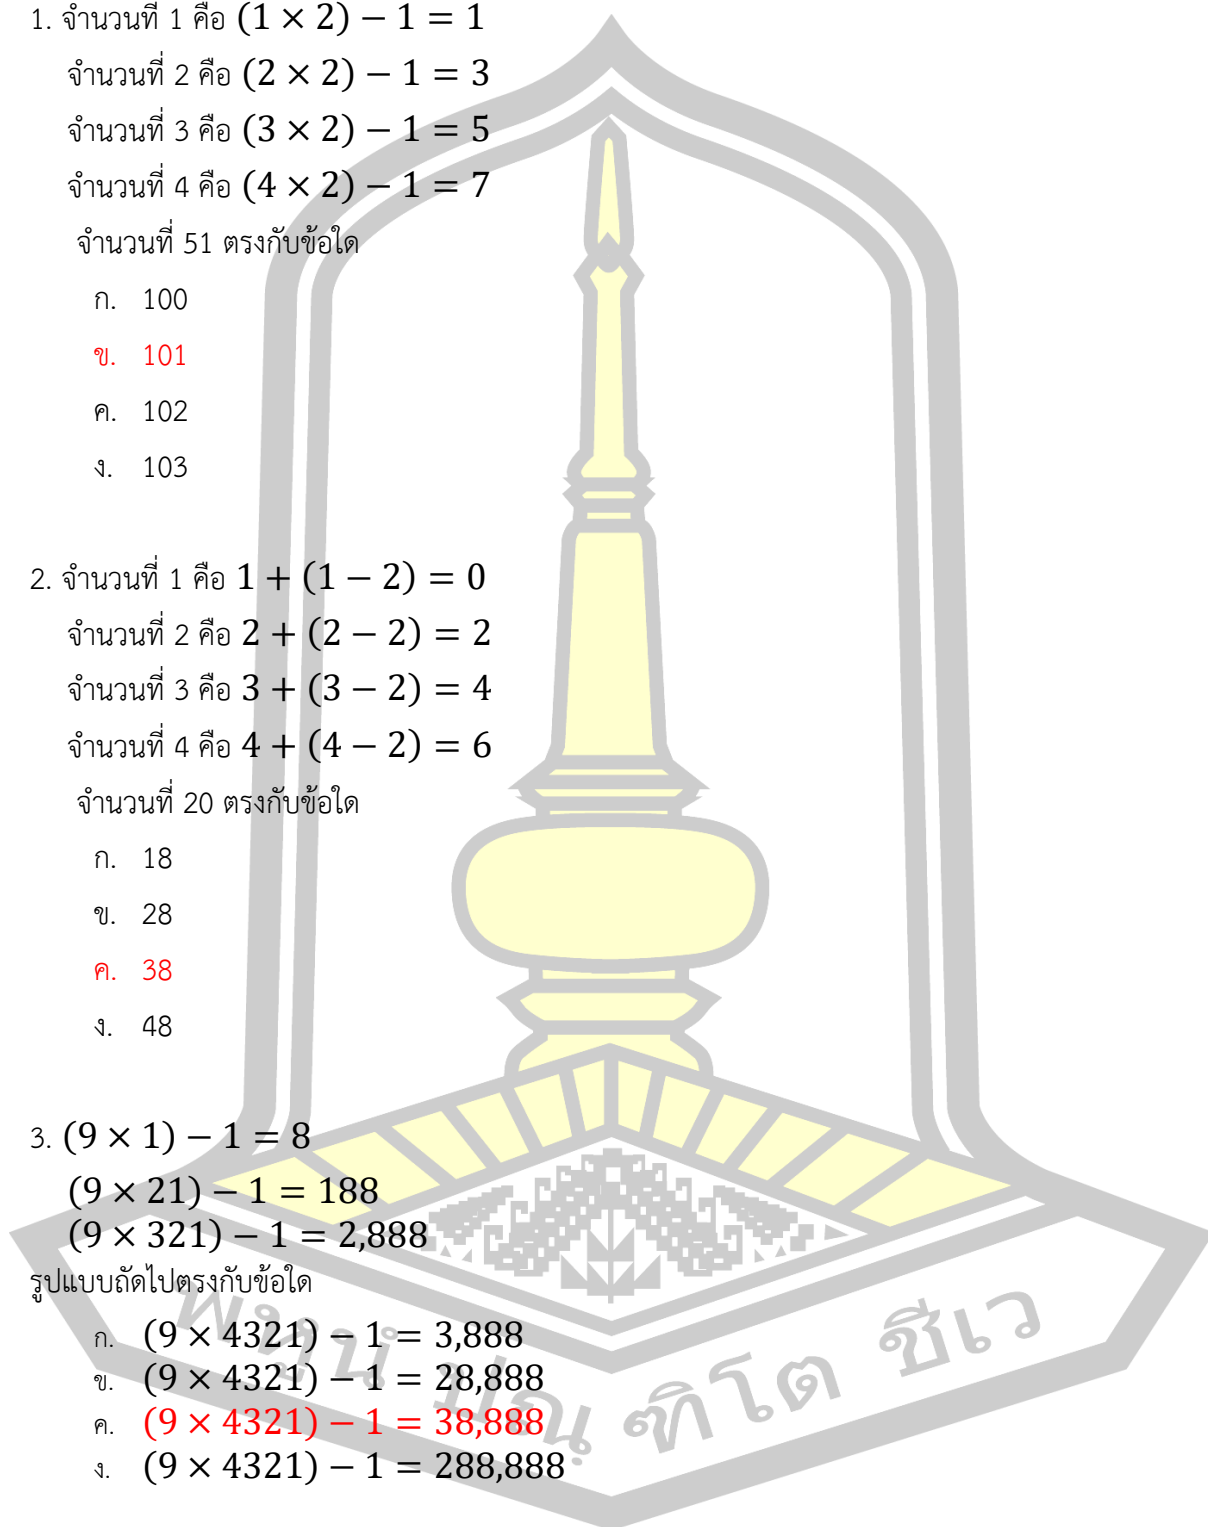 1. จำนวนที่ 1 คือ (1 × 2) − 1 = 1
จำนวนที่ 2 คือ (2 × 2) − 1 = 3
จำนวนที่ 3 คือ (3 × 2) − 1 = 5
จำนวนที่ 4 คือ (4 × 2) − 1 = 7
จำนวนที่ 51 ตรงกับข้อใด
ก. 100
ข. 101
ค. 102
ง. 103
2. จำนวนที่ 1 คือ 1 + (1 − 2) = 0
จำนวนที่ 2 คือ 2 + (2 − 2) = 2
จำนวนที่ 3 คือ 3 + (3 − 2) = 4
จำนวนที่ 4 คือ 4 + (4 − 2) = 6
จำนวนที่ 20 ตรงกับข้อใด
ก. 18
ข. 28
ค. 38
ง. 48
3. (9 × 1) − 1 = 8
(9 × 21) − 1 = 188
(9 × 321) − 1 = 2,888
รูปแบบถัดไปตรงกับข้อใด
ก. (9 × 4321) − 1 = 3,888
ข. (9 × 4321) − 1 = 28,888
ค. (9 × 4321) − 1 = 38,888
ง. (9 × 4321) − 1 = 288,888
พหูนํ ปณฺฑิโต ชีเว